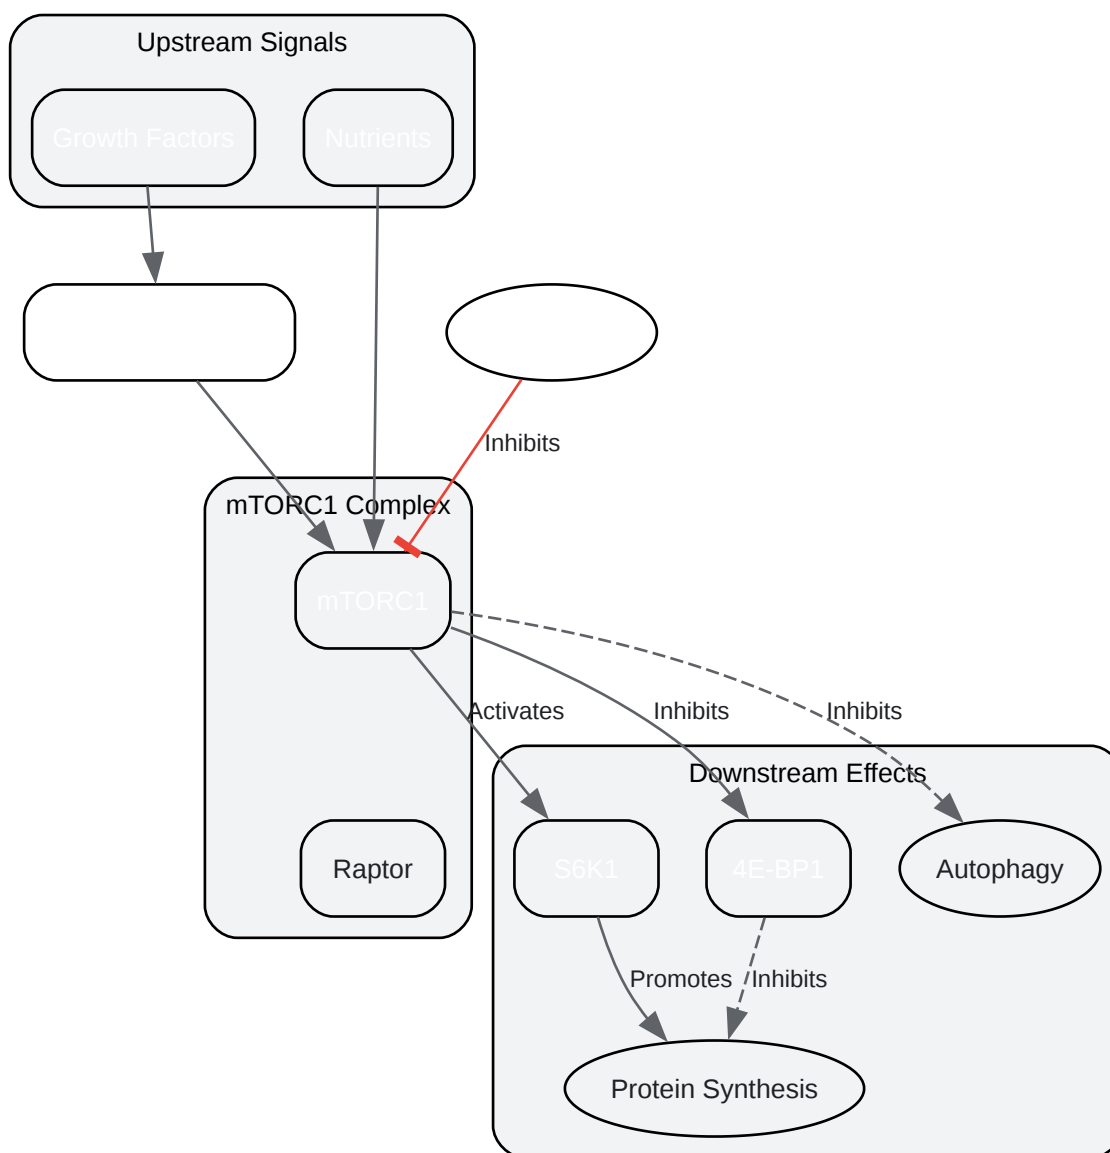 Upstream Signals
Growth Factors
Nutrients
Inhibits
mTORC1 Complex
mTORC1
Activates
Inhibits
Inhibits
Downstream Effects
Raptor
S6K1
4E-BP1
Autophagy
Promotes
Inhibits
Protein Synthesis